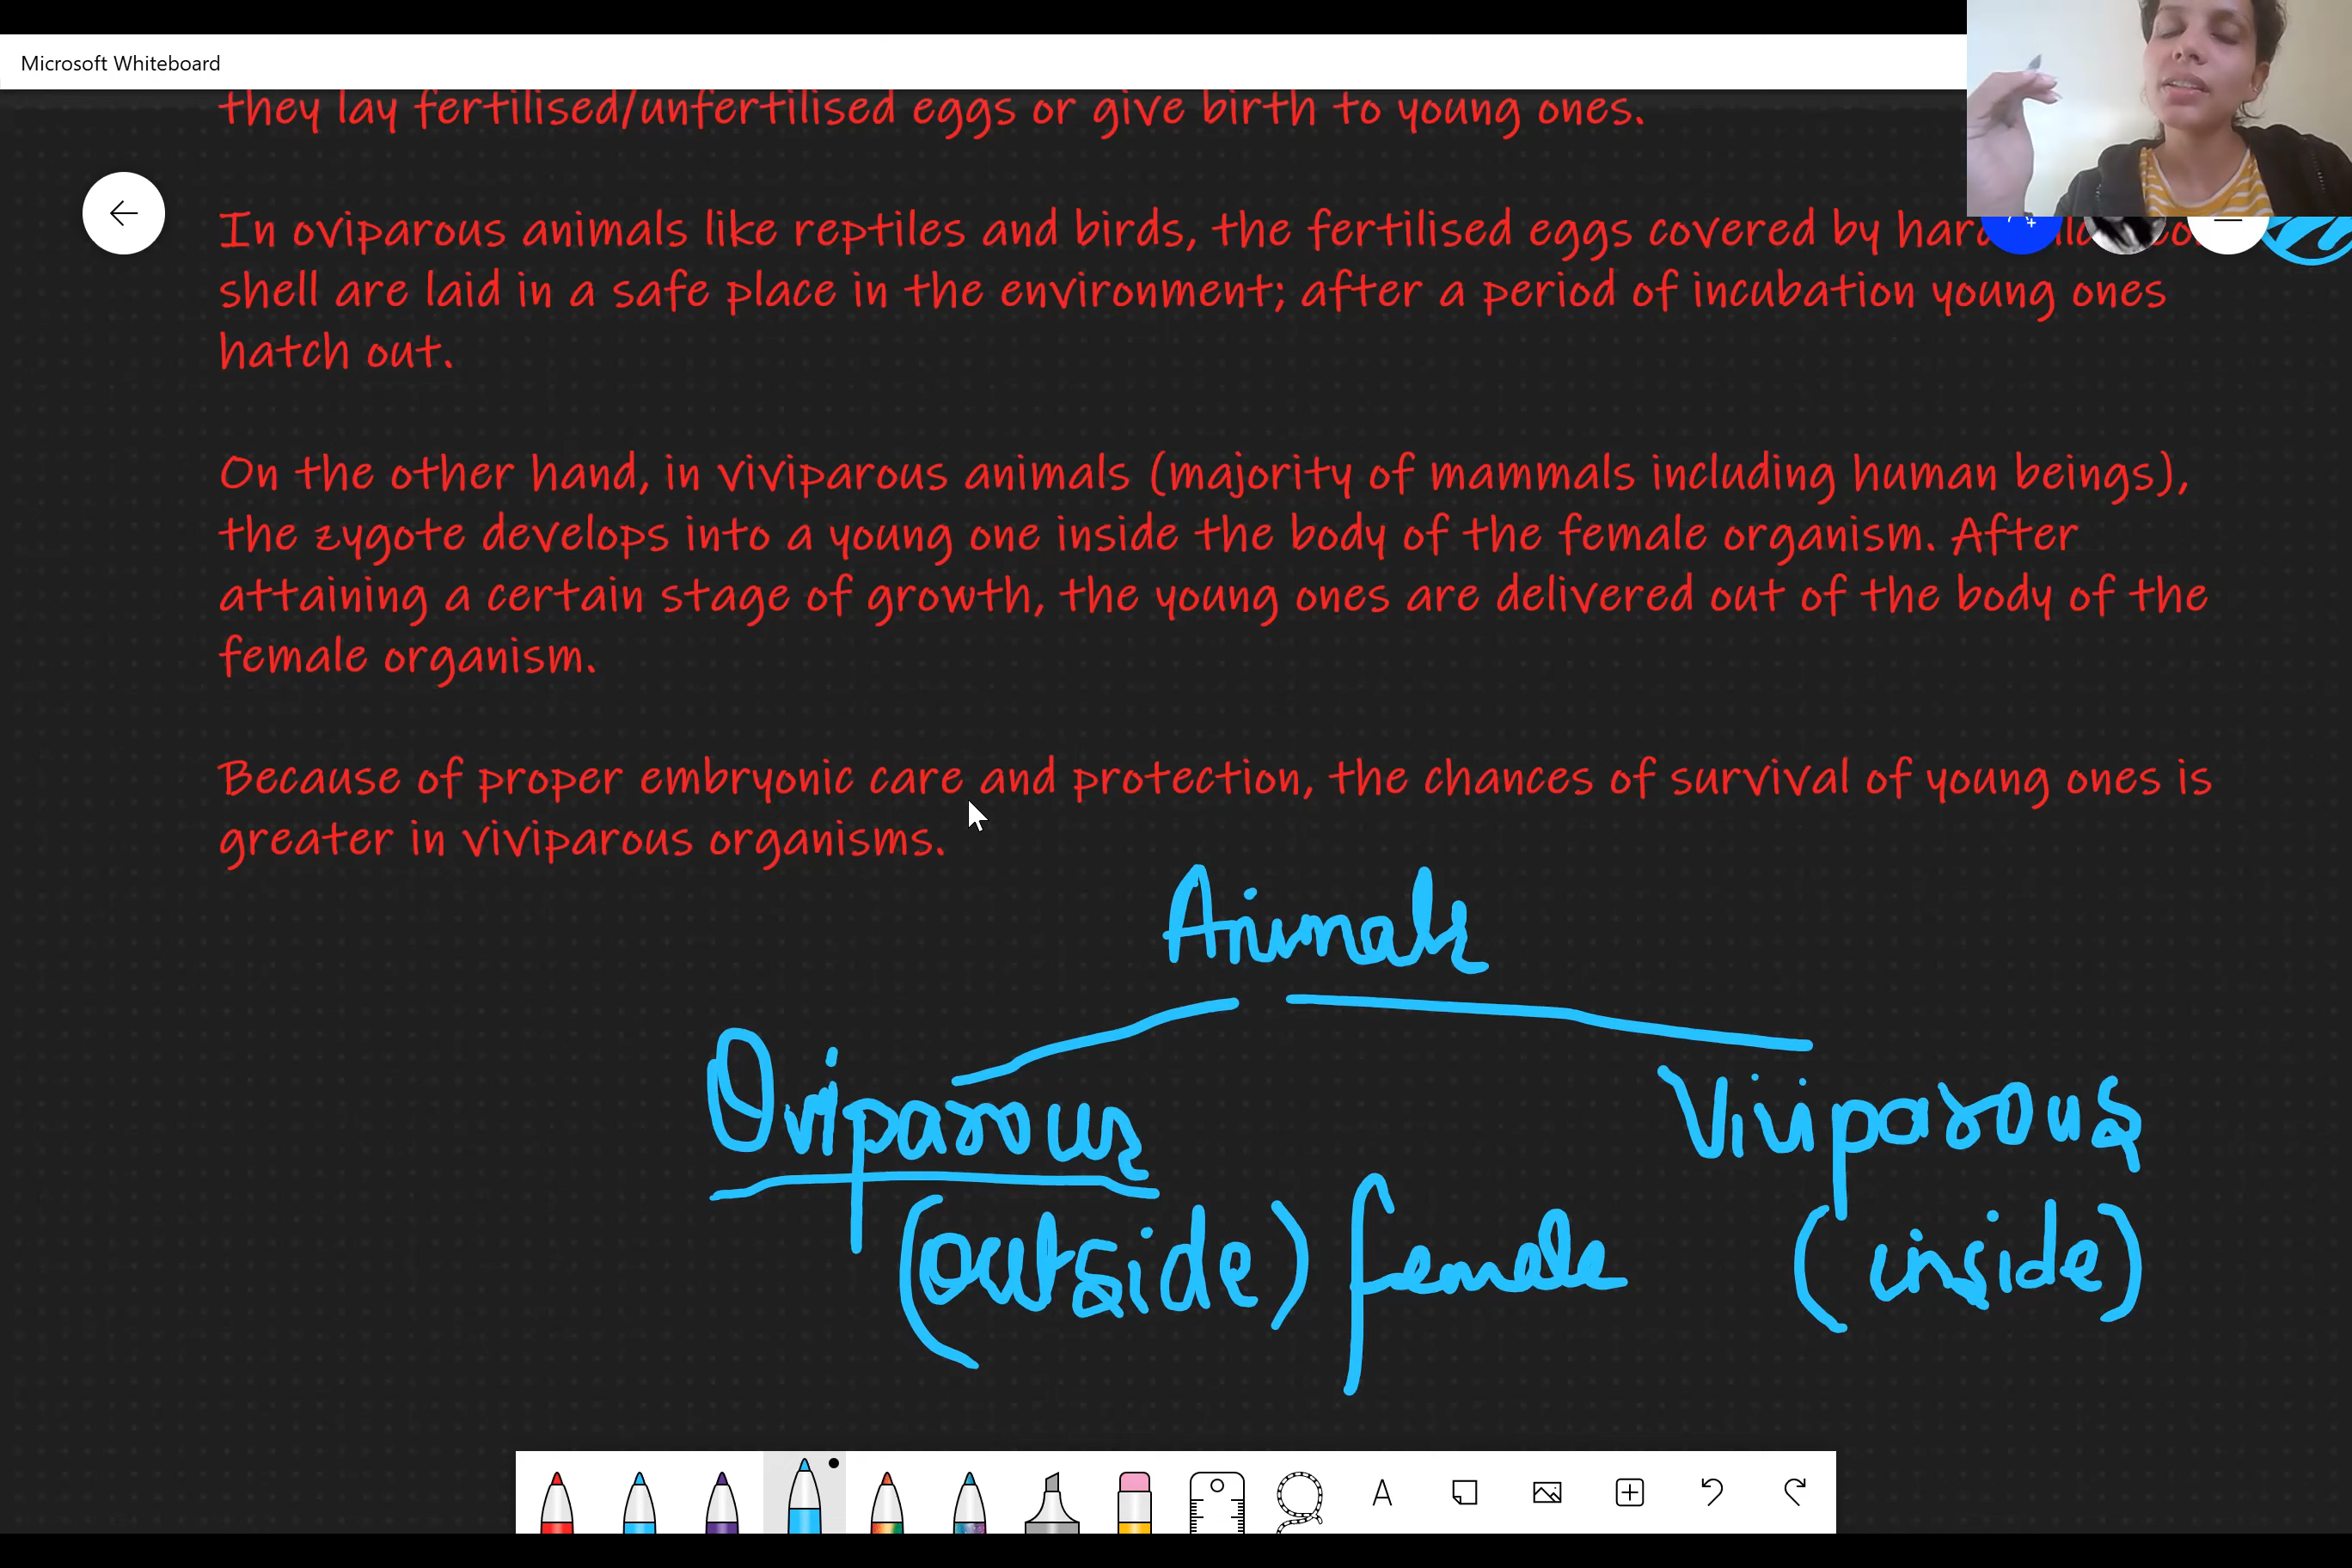 Microsoft Whiteboard
they lay fertilised/unfertilised eggs or give birth to young ones.
In oviparous animals like reptiles and birds, the fertilised eggs covered by hard
shell are laid in a safe place in the environment; after a period of incubation young ones
hatch out.
On the other hand, in viviparous animals (majority of mammals including human beings),
the zygote develops into a young one inside the body of the female organism. After
attaining a certain stage of growth, the young ones are delivered out of the body of the
female organism.
Because of proper embryonic care and protection, the chances of survival of young ones is
greater in viviparous organisms.
Animals
Oviparous Viviparous
(outside) female (inside)